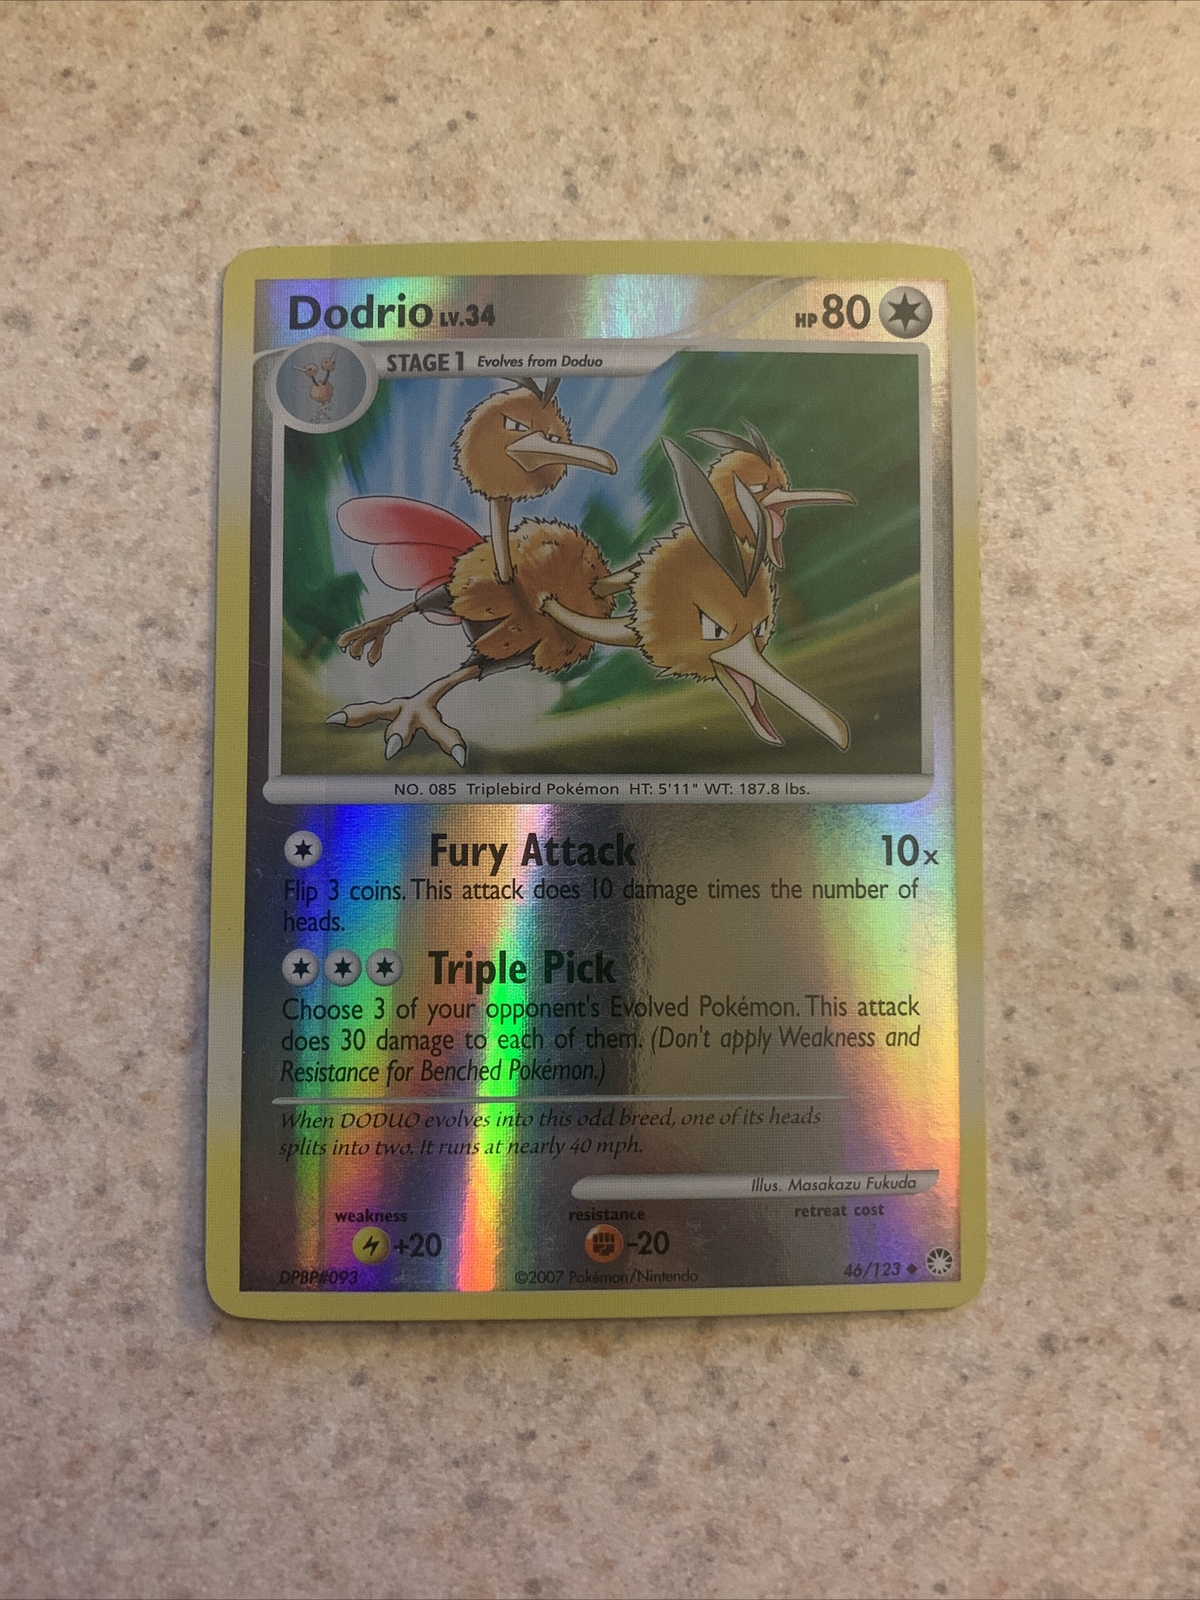 Dodrio LV.34 HP 80
STAGE 1 Evolves from Doduo
NO. 085 Triplebird Pokémon HT: 5'11" WT: 187.8 lbs.
Fury Attack 10x
Flip 3 coins. This attack does 10 damage times the number of
heads.
Triple Pick
Choose 3 of your opponent's Evolved Pokémon. This attack
does 30 damage to each of them. (Don't apply Weakness and
Resistance for Benched Pokémon.)
When DODUO evolves into this odd breed, one of its heads
splits into two. It runs at nearly 40 mph.
Illus. Masakazu Fukuda
weakness resistance retreat cost
+20 -20
DPBP#093 ©2007 Pokémon/Nintendo 46/123